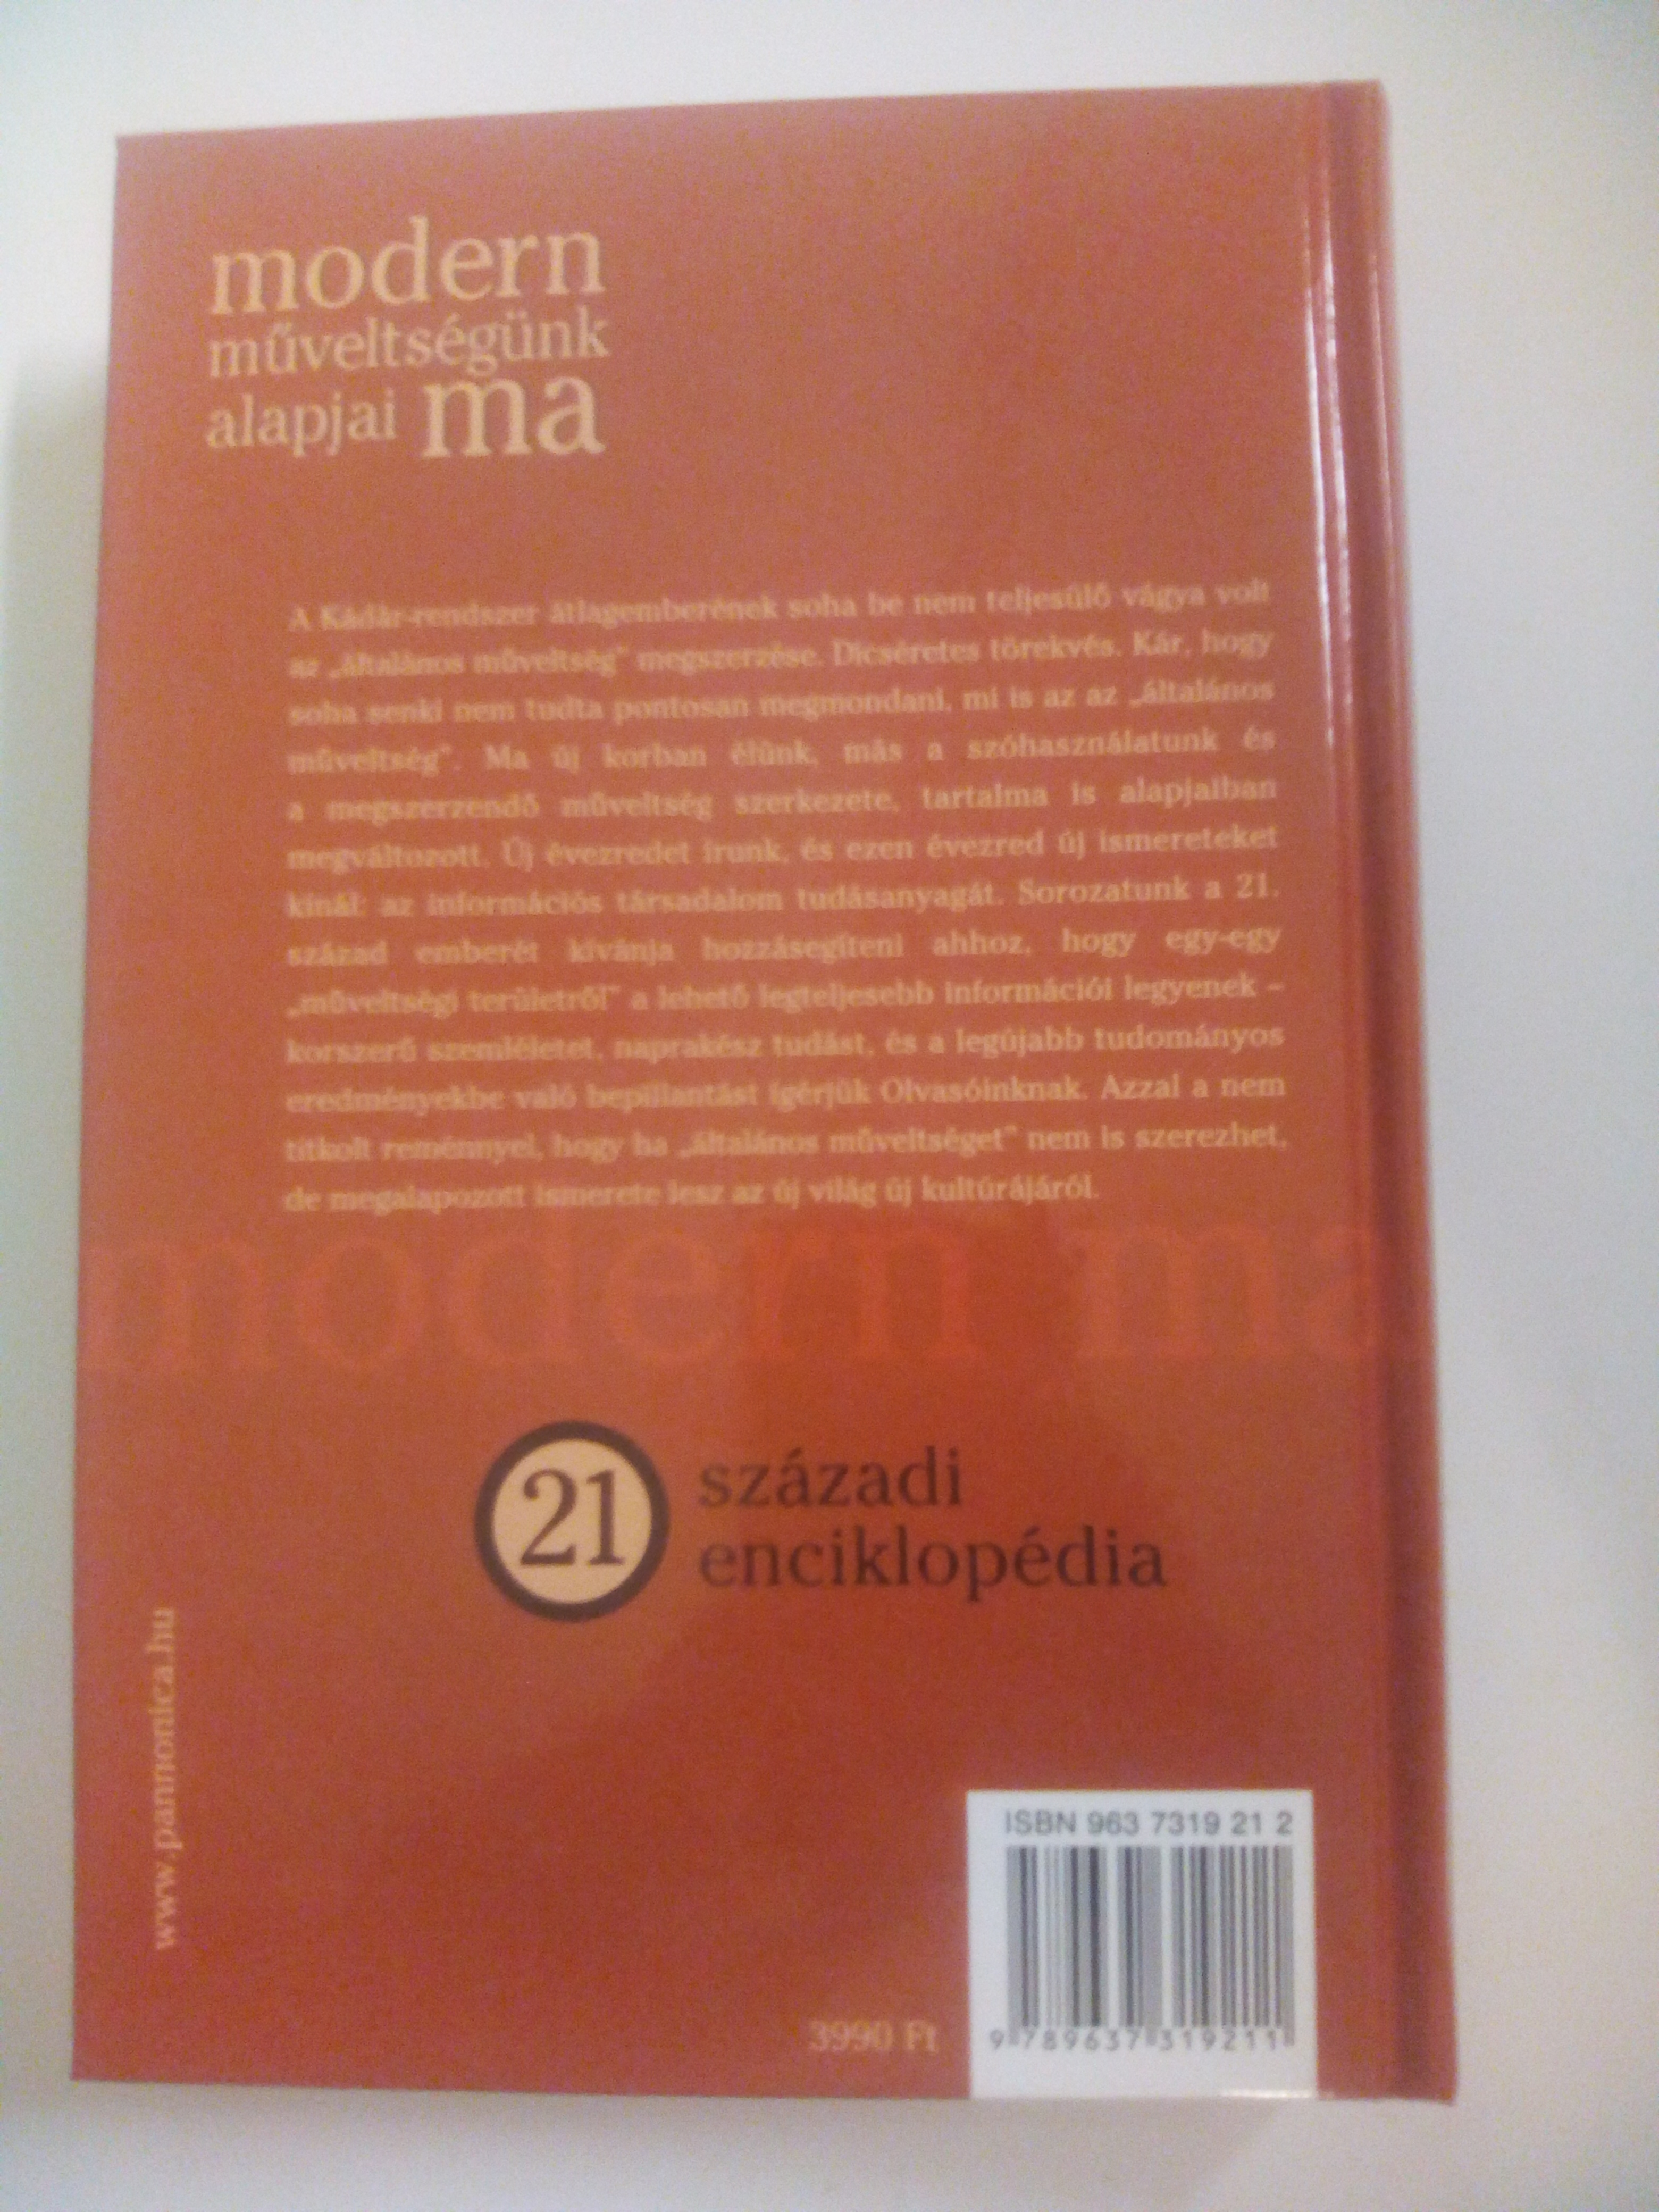 modern
műveltségünk
alapjai ma
A Kádár-rendszer átlagemberének soha be nem teljesülő vágya volt
az „általános műveltség” megszerzése. Dicséretes törekvés. Kár, hogy
soha senki nem tudta pontosan megmondani, mi is az az „általános
műveltség”. Ma új korban élünk, más a szóhasználatunk és
a megszerzendő műveltség szerkezete, tartalma is alapjaiban
megváltozott. Új évezredet írunk, és ezen évezred új ismereteket
kínál: az információs társadalom tudásanyagát. Sorozatunk a 21.
század emberét kívánja hozzásegíteni ahhoz, hogy egy-egy
„műveltségi területről” a lehető legteljesebb információi legyenek –
korszerű szemléletet, naprakész tudást, és a legújabb tudományos
eredményekbe való bepillantást ígérjük Olvasóinknak. Azzal a nem
titkolt reménnyel, hogy ha „általános műveltséget” nem is szerezhet,
de megalapozott ismerete lesz az új világ új kultúrájáról.
modern ma
21 századi
enciklopédia
www.pannonica.hu
ISBN 963 7319 21 2
3990 Ft
9 789637 319211